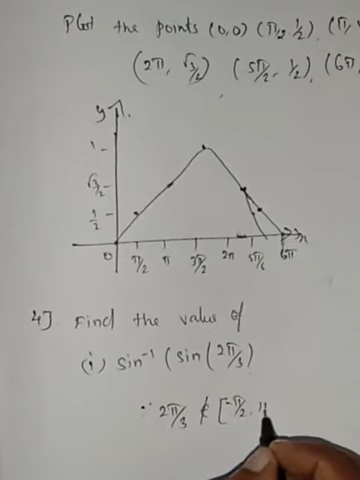 Plot the points (0,0) (π/2, 1/2), (π,
(2π, √3/2) (5π/2, 1/2) (6π
y
1
√3/2
1/2
0 π/2 π 3π/2 2π 5π/2 6π x
4] Find the value of
(i) sin⁻¹ (sin (2π/3)
∵ 2π/3 ∉ [-π/2,